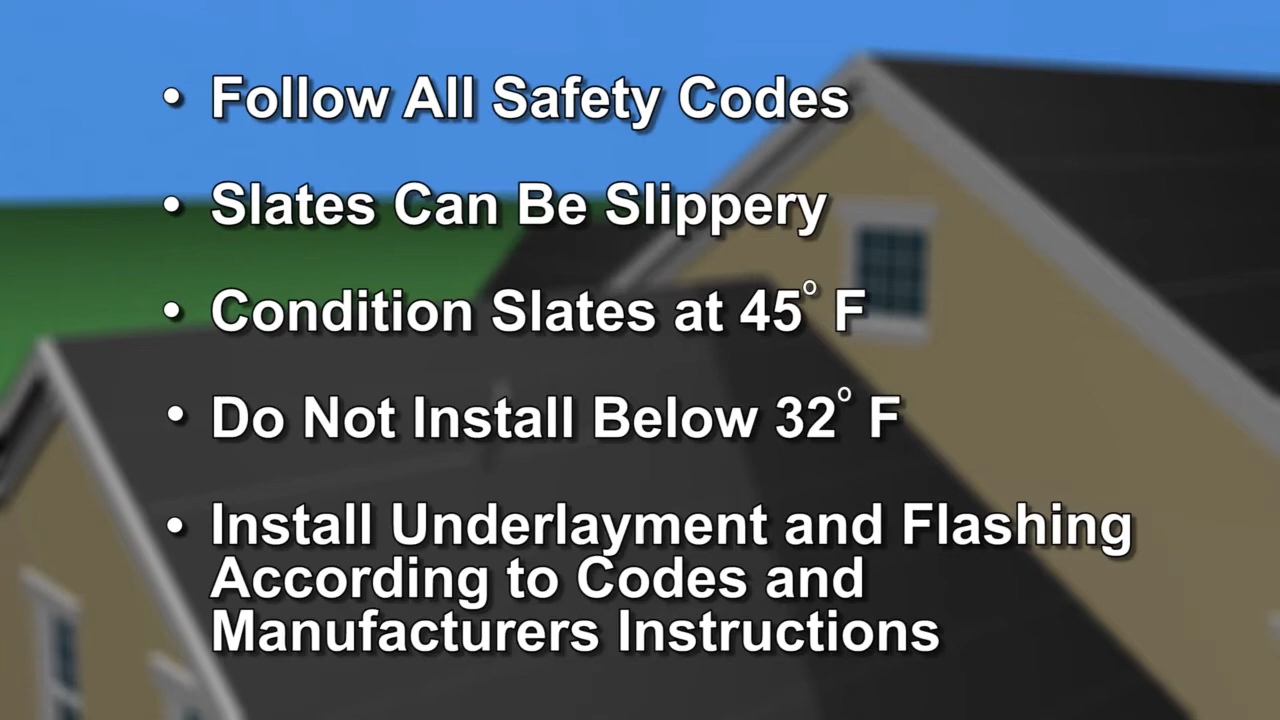 • Follow All Safety Codes
• Slates Can Be Slippery
• Condition Slates at 45° F
• Do Not Install Below 32° F
• Install Underlayment and Flashing
According to Codes and
Manufacturers Instructions